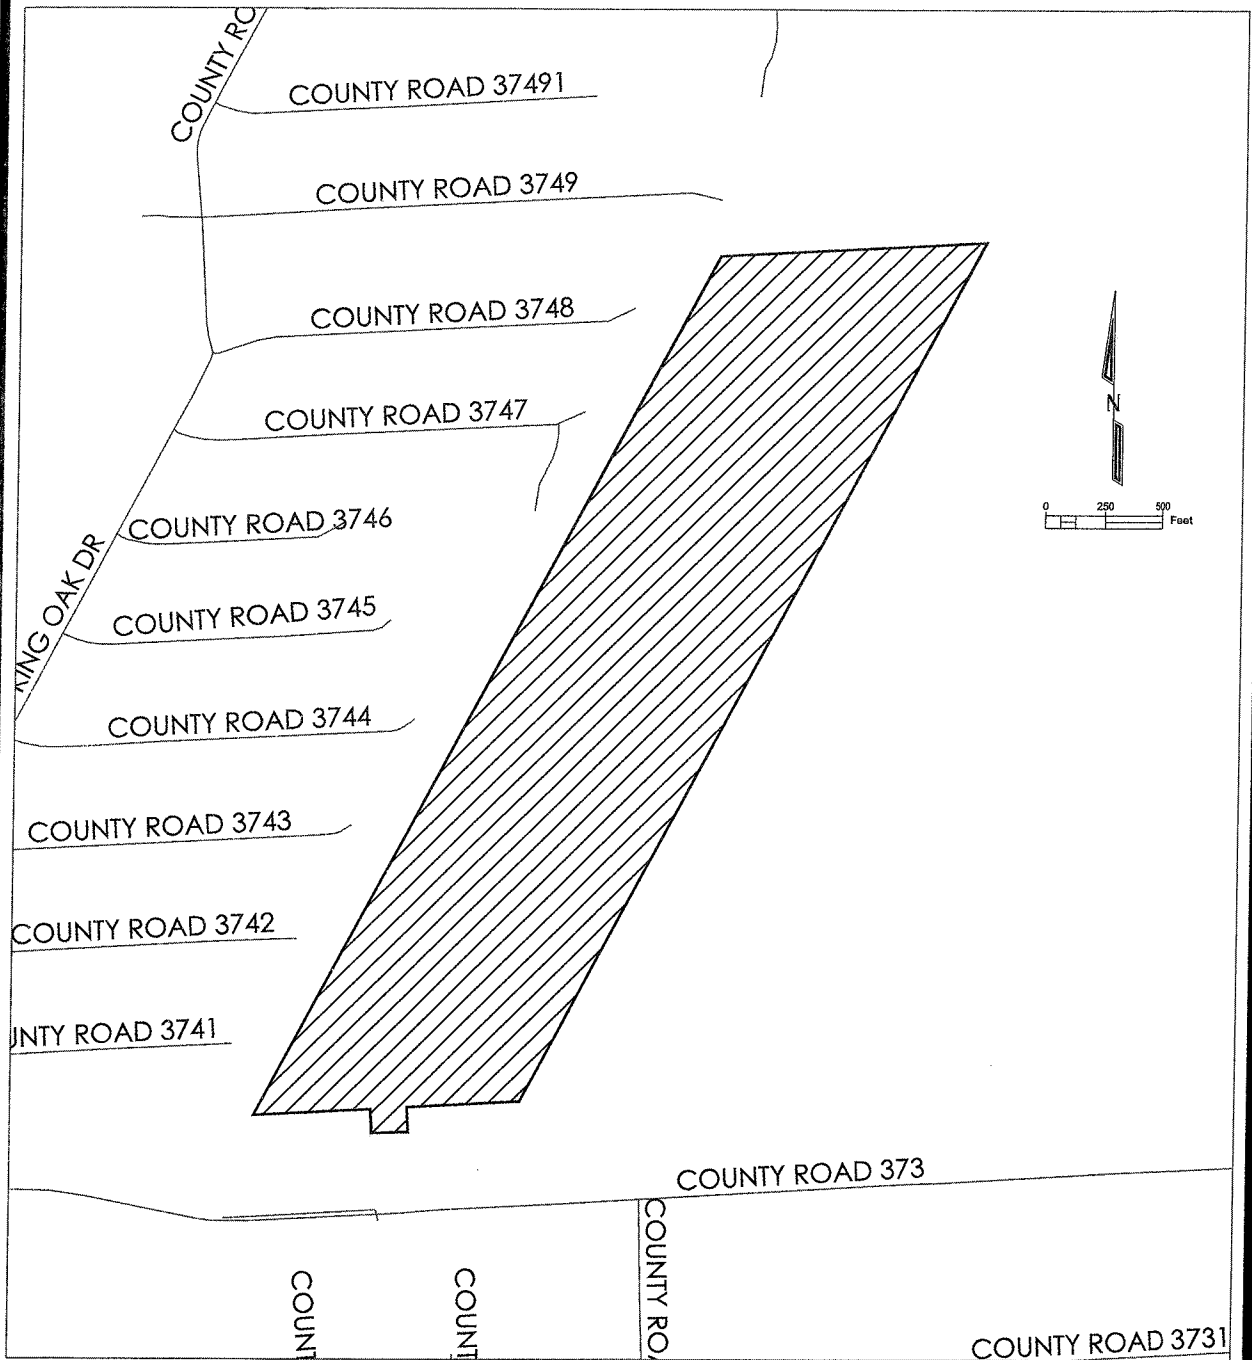 COUNTY RO
COUNTY ROAD 37491
COUNTY ROAD 3749
COUNTY ROAD 3748
COUNTY ROAD 3747
N
0 250 500
Feet
COUNTY ROAD 3746
KING OAK DR
COUNTY ROAD 3745
COUNTY ROAD 3744
COUNTY ROAD 3743
COUNTY ROAD 3742
UNTY ROAD 3741
COUNTY ROAD 373
COUNTY RO
COUNT
COUNT
COUNTY ROAD 3731